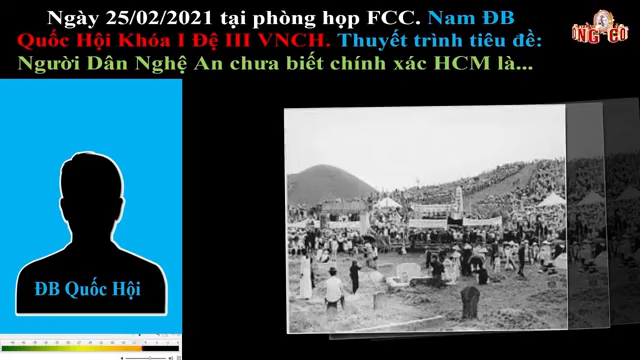 Ngày 25/02/2021 tại phòng họp FCC. Nam ĐB
Quốc Hội Khóa I Đệ III VNCH. Thuyết trình tiêu đề:
Người Dân Nghệ An chưa biết chính xác HCM là...
ĐB Quốc Hội